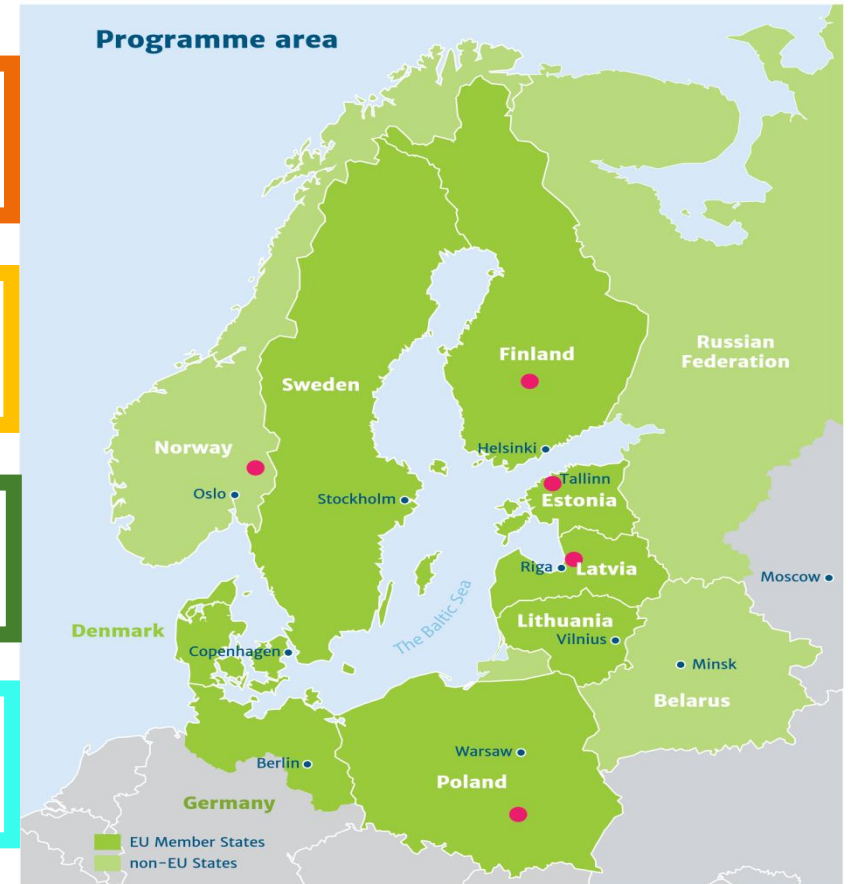 Programme area
Finland
Russian
Federation
Sweden
Norway
Helsinki
Oslo
Stockholm
Tallinn
Estonia
Riga
Latvia
Moscow
The Baltic Sea
Lithuania
Vilnius
Denmark
Copenhagen
Minsk
Belarus
Warsaw
Berlin
Poland
Germany
EU Member States
non-EU States